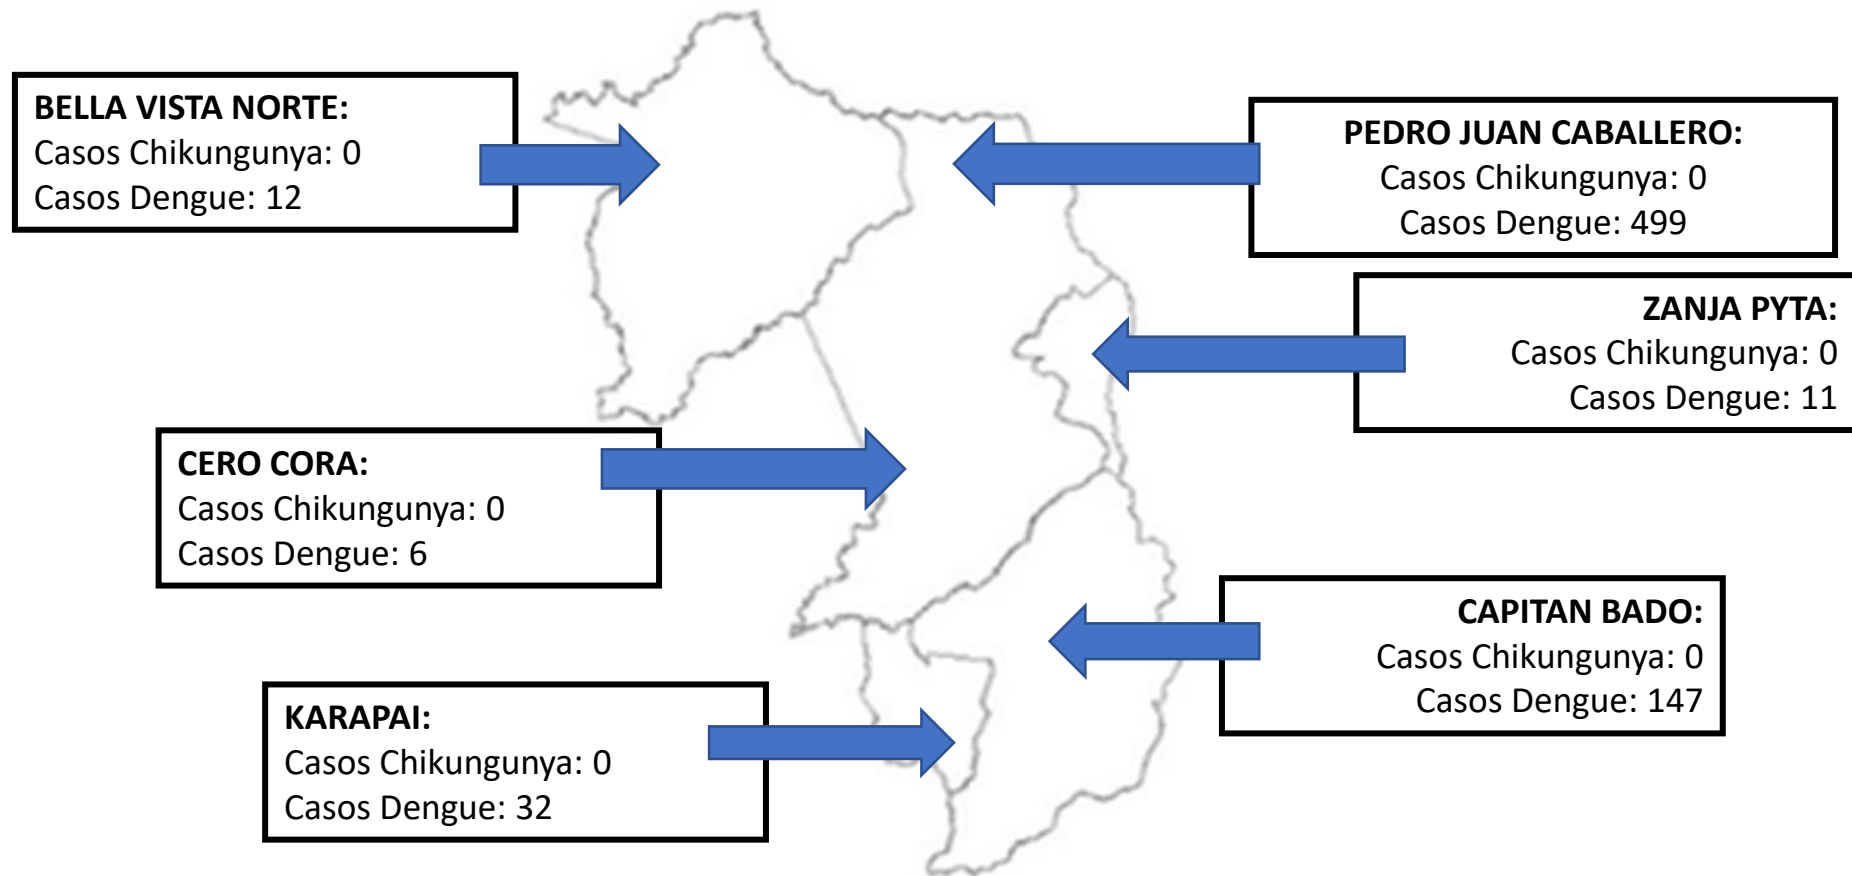 BELLA VISTA NORTE:
Casos Chikungunya: 0
Casos Dengue: 12
PEDRO JUAN CABALLERO:
Casos Chikungunya: 0
Casos Dengue: 499
ZANJA PYTA:
Casos Chikungunya: 0
Casos Dengue: 11
CERO CORA:
Casos Chikungunya: 0
Casos Dengue: 6
CAPITAN BADO:
Casos Chikungunya: 0
Casos Dengue: 147
KARAPAI:
Casos Chikungunya: 0
Casos Dengue: 32